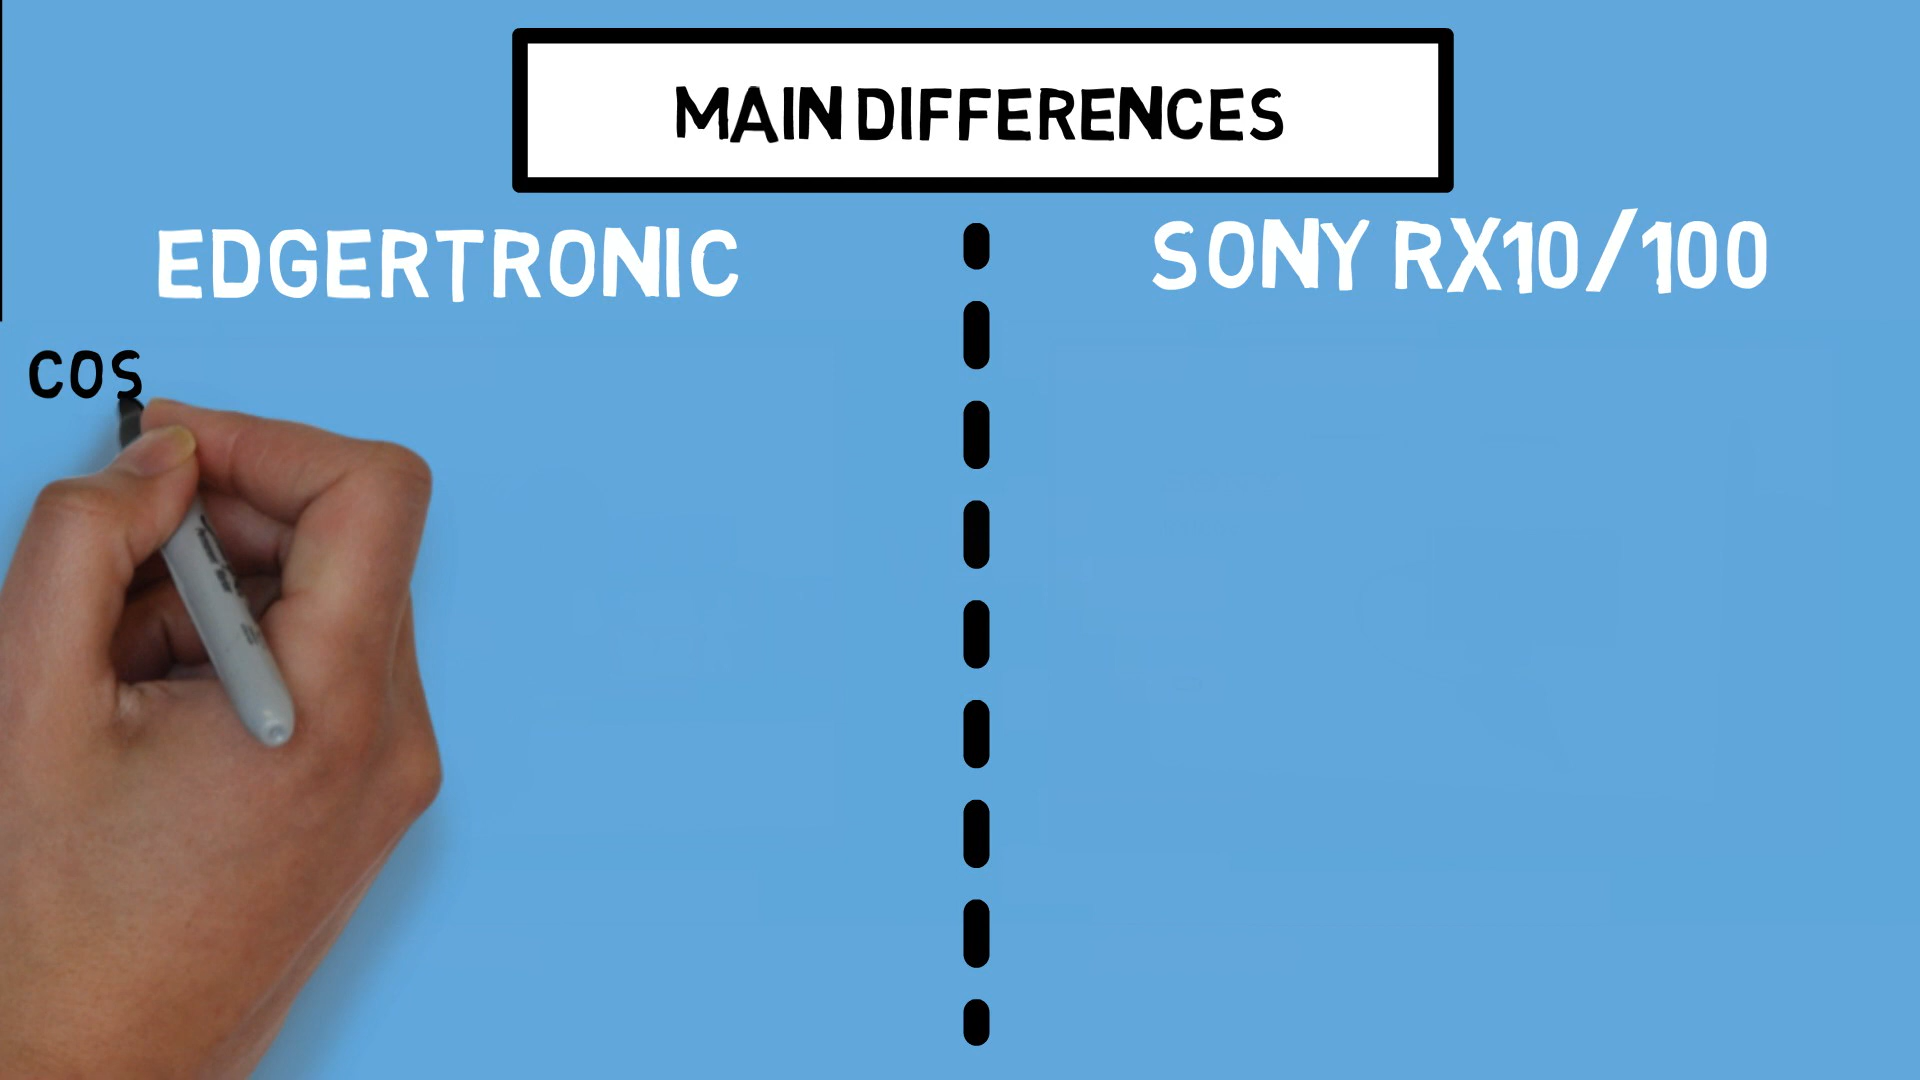 MAIN DIFFERENCES
EDGERTRONIC
SONY RX10/100
COS